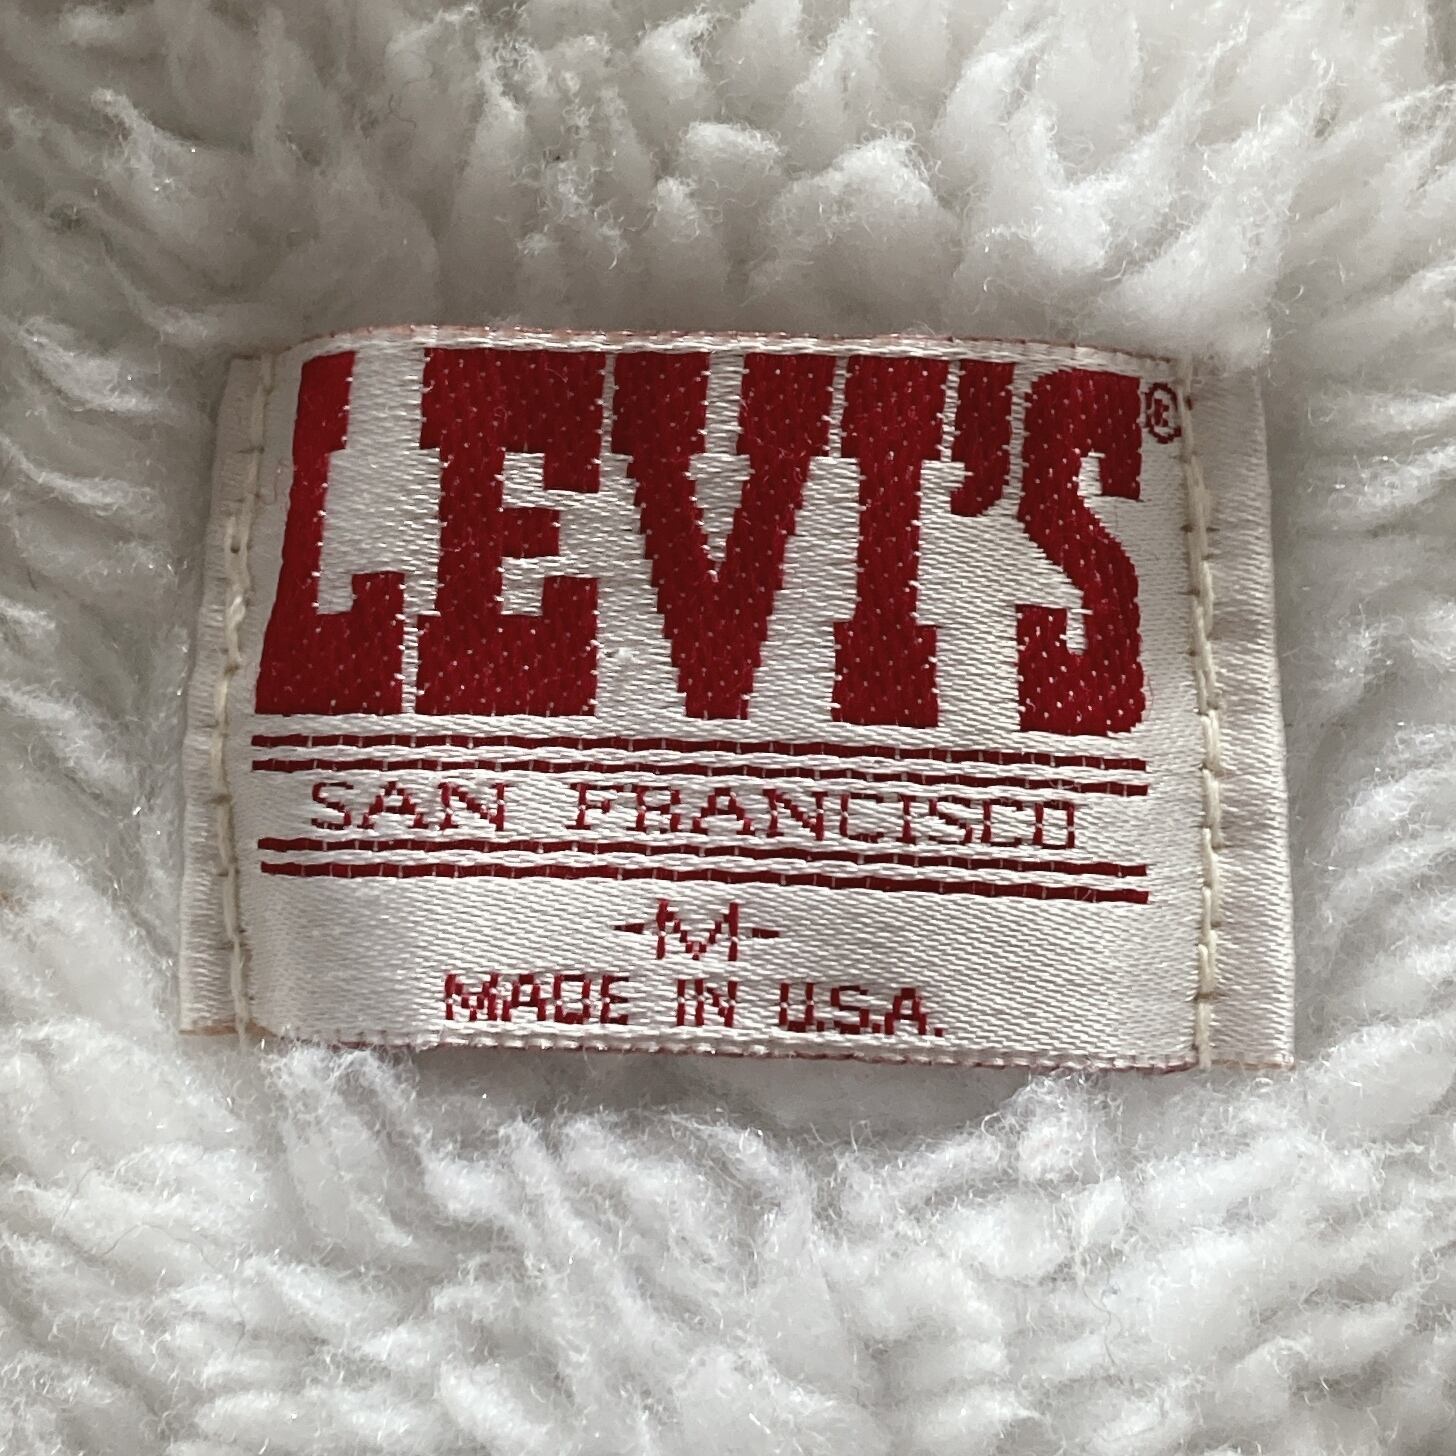 LEVI'S®
SAN FRANCISCO
-M-
MADE IN U.S.A.